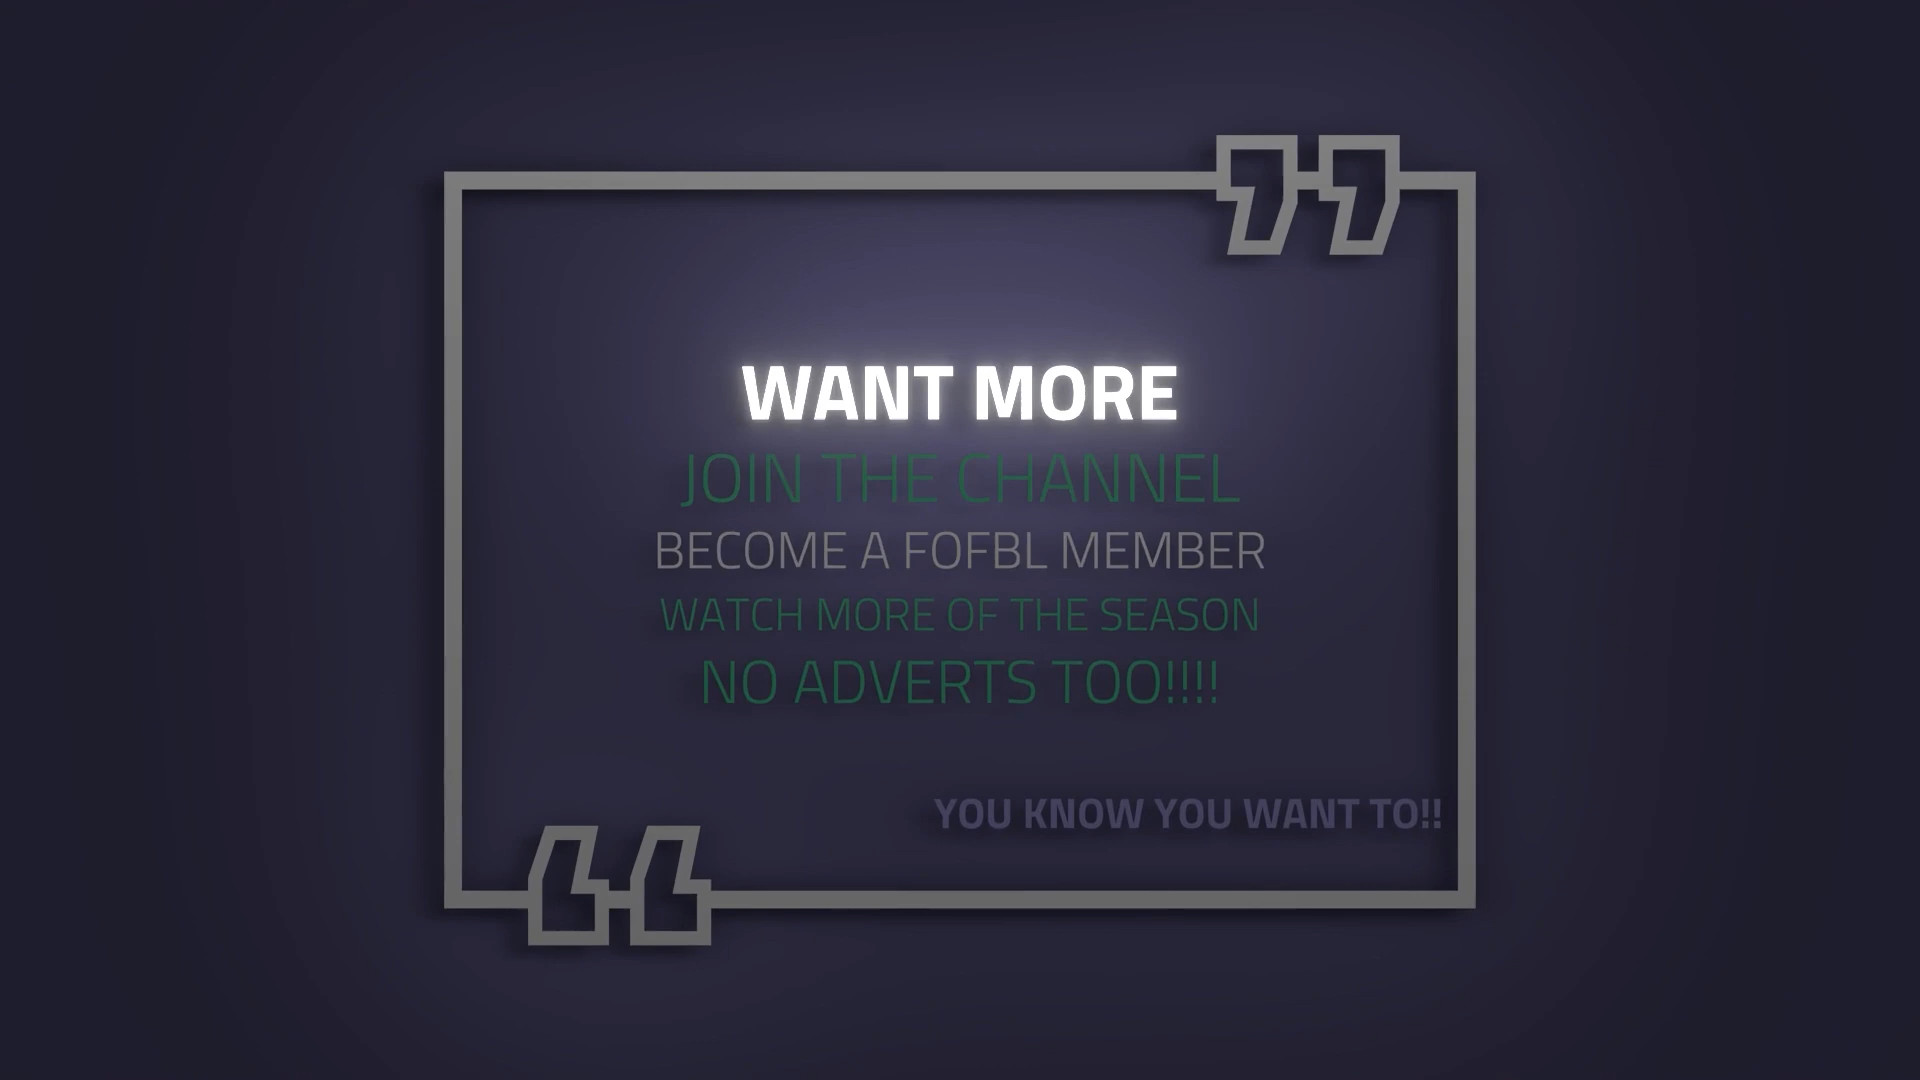 WANT MORE
JOIN THE CHANNEL
BECOME A FOFBL MEMBER
WATCH MORE OF THE SEASON
NO ADVERTS TOO!!!!
YOU KNOW YOU WANT TO!!